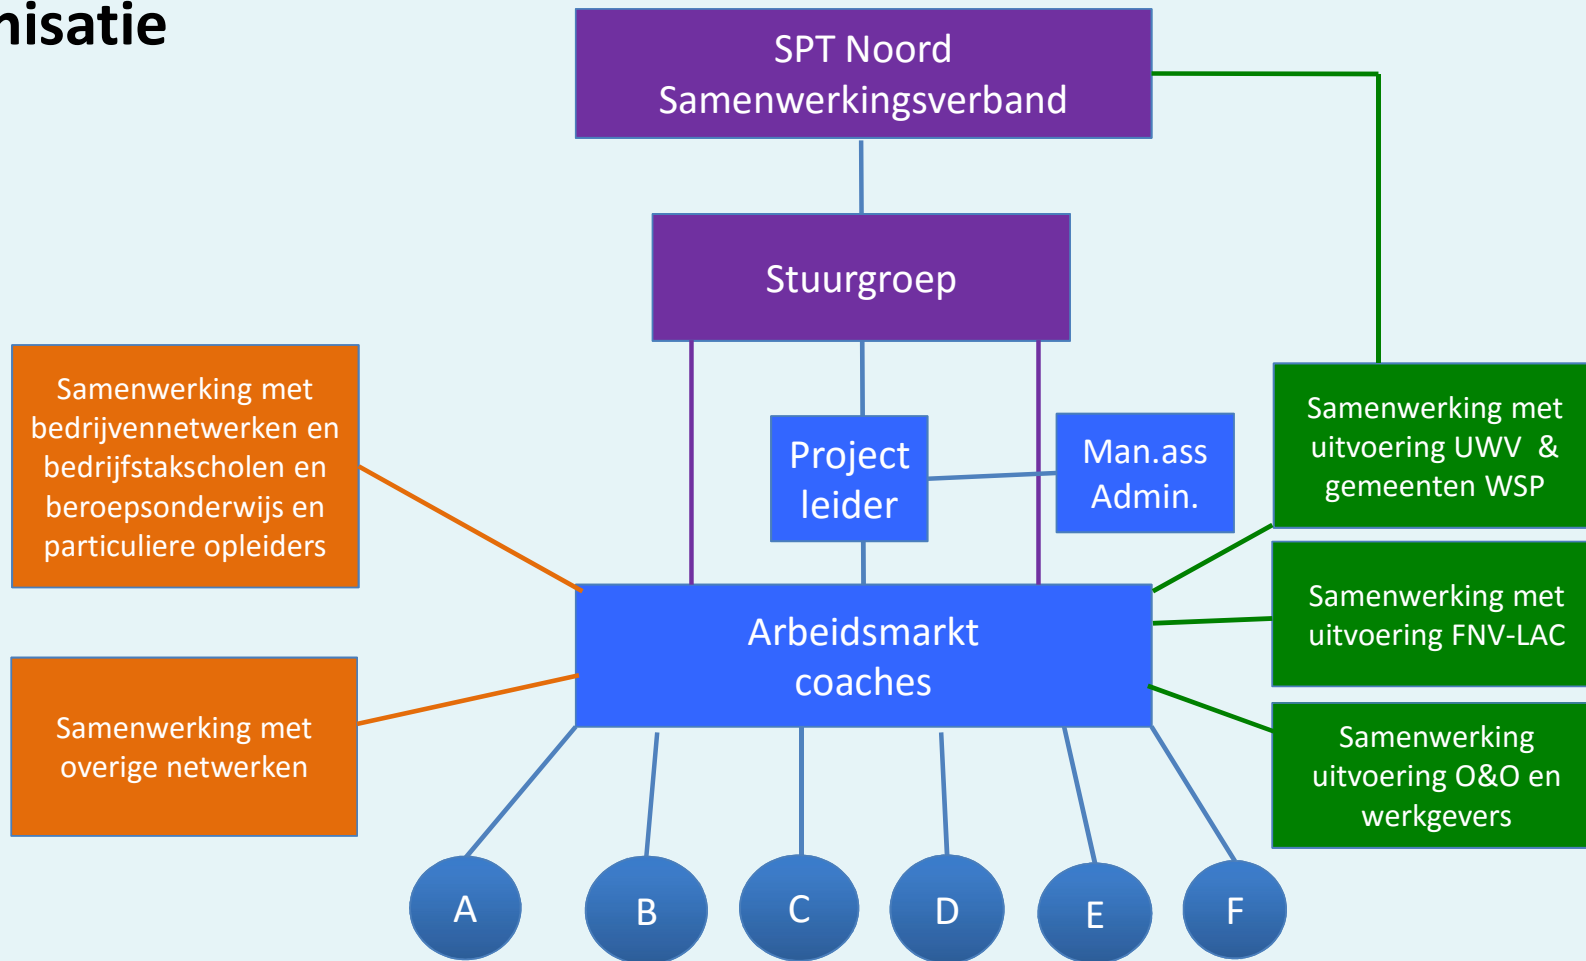 nisatie
SPT Noord
Samenwerkingsverband
Stuurgroep
Samenwerking met
bedrijvennetwerken en
bedrijfstakscholen en
beroepsonderwijs en
particuliere opleiders
Project
leider
Man.ass
Admin.
Samenwerking met
uitvoering UWV &
gemeenten WSP
Arbeidsmarkt
coaches
Samenwerking met
uitvoering FNV-LAC
Samenwerking met
overige netwerken
Samenwerking
uitvoering O&O en
werkgevers
A
B
C
D
E
F